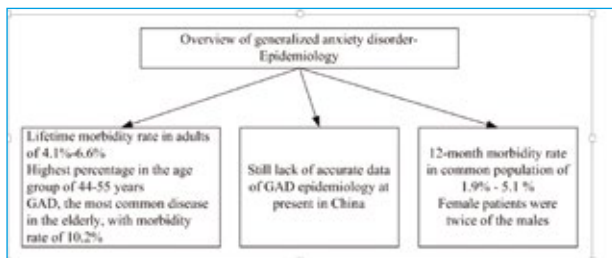 Overview of generalized anxiety disorder-
Epidemiology
Lifetime morbidity rate in adults
of 4.1%-6.6%
Highest percentage in the age
group of 44-55 years
GAD, the most common disease
in the elderly, with morbidity
rate of 10.2%
Still lack of accurate data
of GAD epidemiology at
present in China
12-month morbidity rate
in common population of
1.9% - 5.1 %
Female patients were
twice of the males